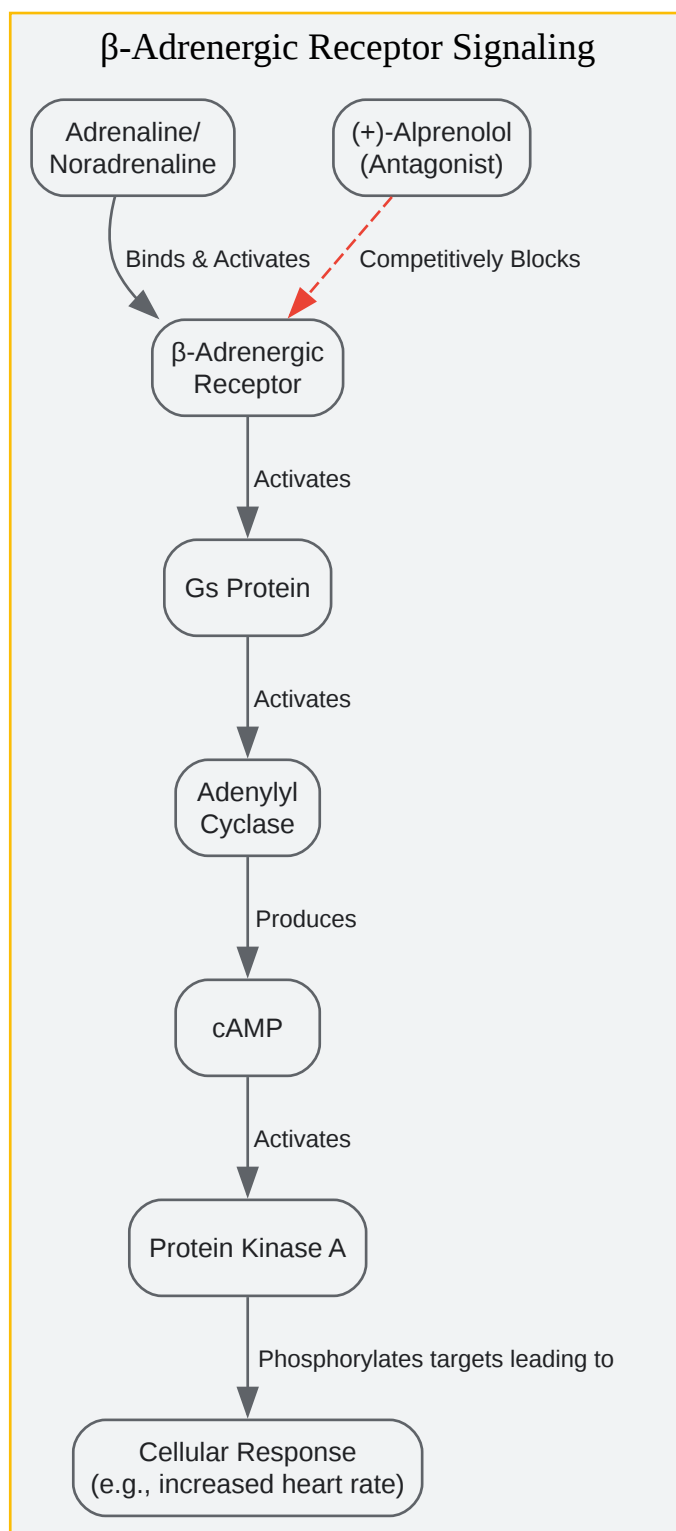 β-Adrenergic Receptor Signaling
Adrenaline/
Noradrenaline
(+)-Alprenolol
(Antagonist)
Binds & Activates
Competitively Blocks
β-Adrenergic
Receptor
Activates
Gs Protein
Activates
Adenylyl
Cyclase
Produces
cAMP
Activates
Protein Kinase A
Phosphorylates targets leading to
Cellular Response
(e.g., increased heart rate)